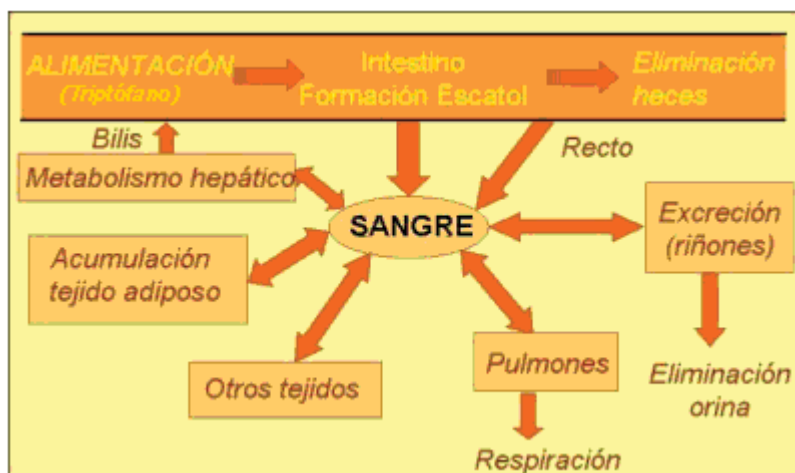 ALIMENTACIÓN
(Triptófano)
Intestino
Formación Escatol
Eliminación
heces
Bilis
Recto
Metabolismo hepático
SANGRE
Excreción
(riñones)
Acumulación
tejido adiposo
Otros tejidos
Pulmones
Eliminación
orina
Respiración